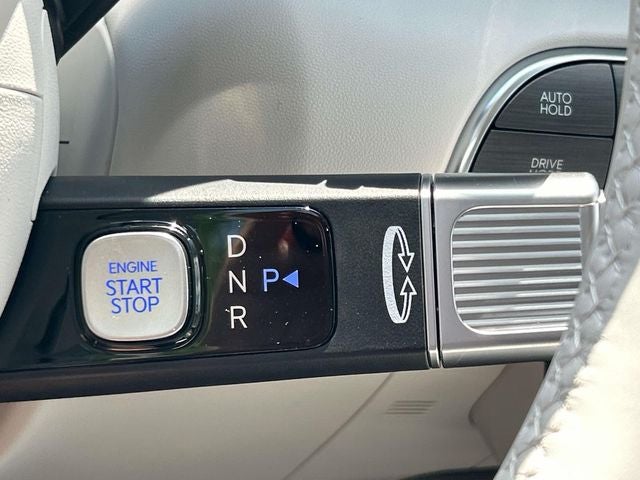 AUTO
HOLD
DRIVE
ENGINE
START
STOP
D
N
R
P